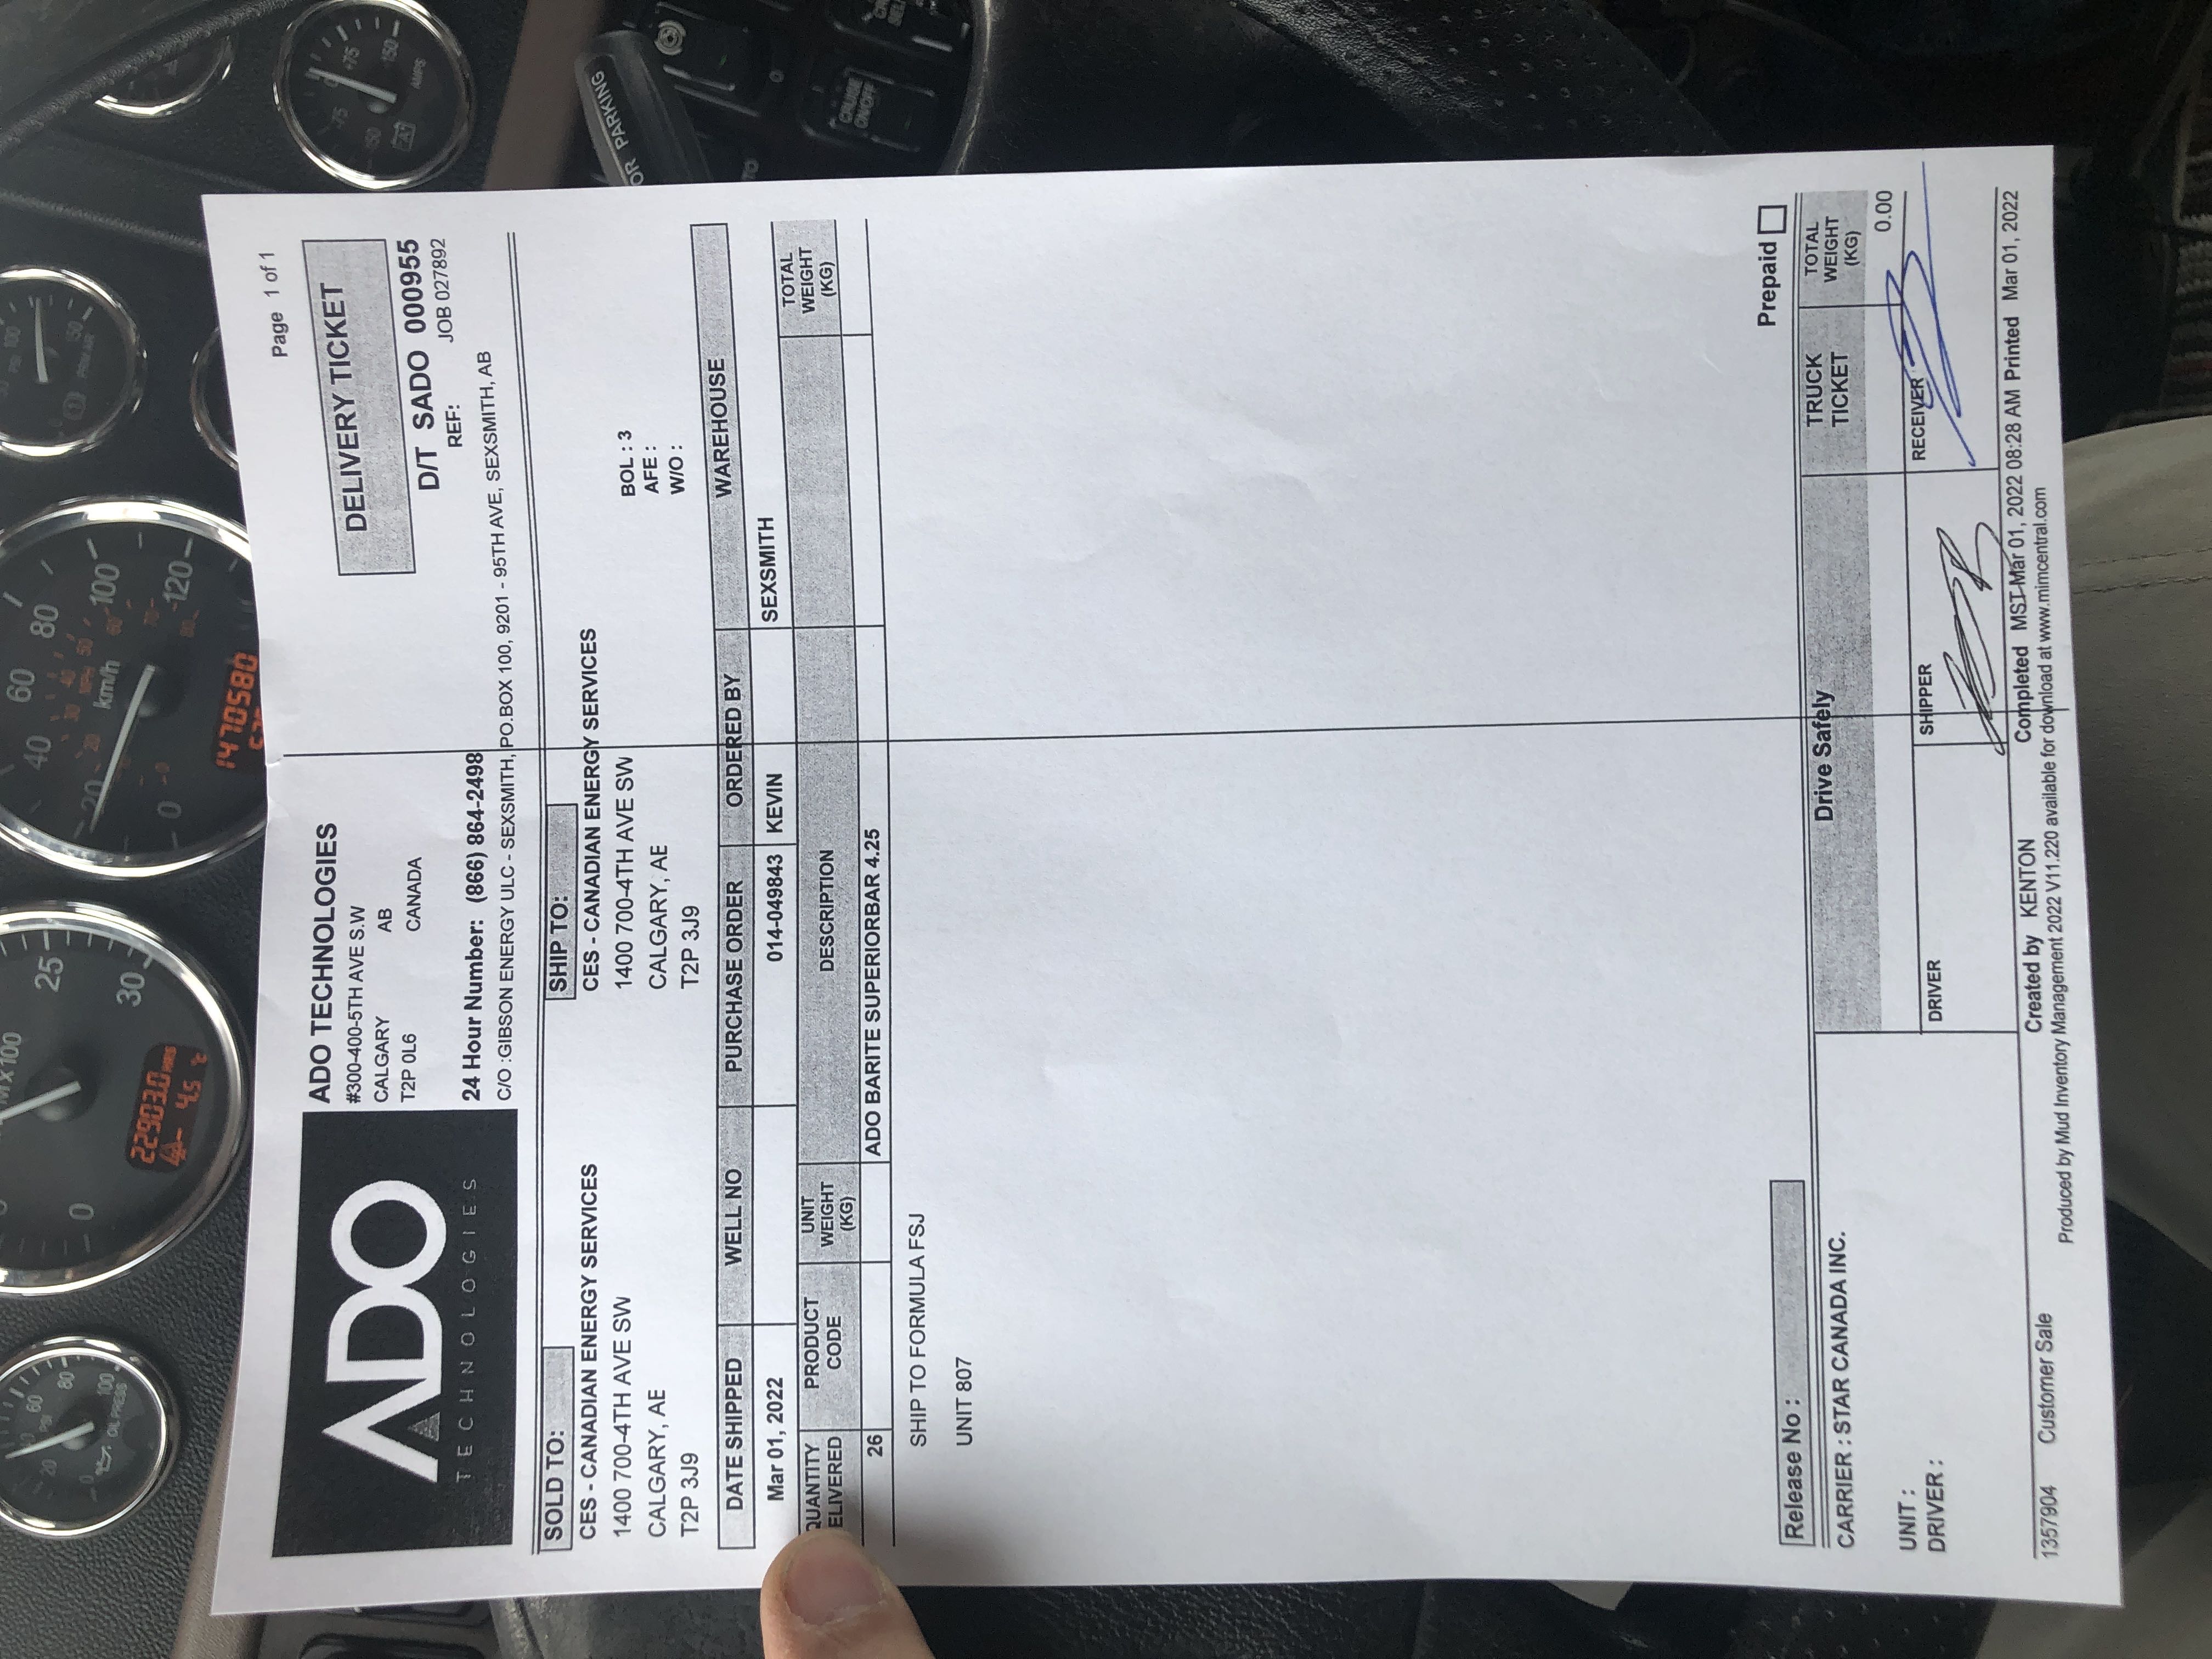 60
20
PSI
80
0
100
OIL PRESS
X100
0
25
30
22903.0 HRS
4.5 °C
20
40
60
80
100
120
0
km/h
MPH
1470580
100
150
-75
0
+75
150
AMPS
OR PARKING
CRUISE
ON/OFF
Page 1 of 1
ADO
TECHNOLOGIES
ADO TECHNOLOGIES
#300-400-5TH AVE S.W
CALGARY AB
T2P 0L6 CANADA
24 Hour Number: (866) 864-2498
C/O :GIBSON ENERGY ULC - SEXSMITH, PO.BOX 100, 9201 - 95TH AVE, SEXSMITH, AB
DELIVERY TICKET
D/T SADO 000955
REF: JOB 027892
SOLD TO:
CES - CANADIAN ENERGY SERVICES
1400 700-4TH AVE SW
CALGARY, AE
T2P 3J9
SHIP TO:
CES - CANADIAN ENERGY SERVICES
1400 700-4TH AVE SW
CALGARY, AE
T2P 3J9
BOL : 3
AFE :
W/O :
DATE SHIPPED WELL NO PURCHASE ORDER ORDERED BY WAREHOUSE
Mar 01, 2022 014-049843 KEVIN SEXSMITH
QUANTITY
ELIVERED
PRODUCT
CODE
UNIT
WEIGHT
(KG)
DESCRIPTION
TOTAL
WEIGHT
(KG)
26 ADO BARITE SUPERIORBAR 4.25
SHIP TO FORMULA FSJ
UNIT 807
Prepaid
Release No :
CARRIER : STAR CANADA INC.
UNIT :
DRIVER :
Drive Safely
TRUCK
TICKET
TOTAL
WEIGHT
(KG)
0.00
DRIVER
SHIPPER
RECEIVER
1357904 Customer Sale
Created by KENTON Completed MST Mar 01, 2022 08:28 AM Printed Mar 01, 2022
Produced by Mud Inventory Management 2022 V11.220 available for download at www.mimcentral.com